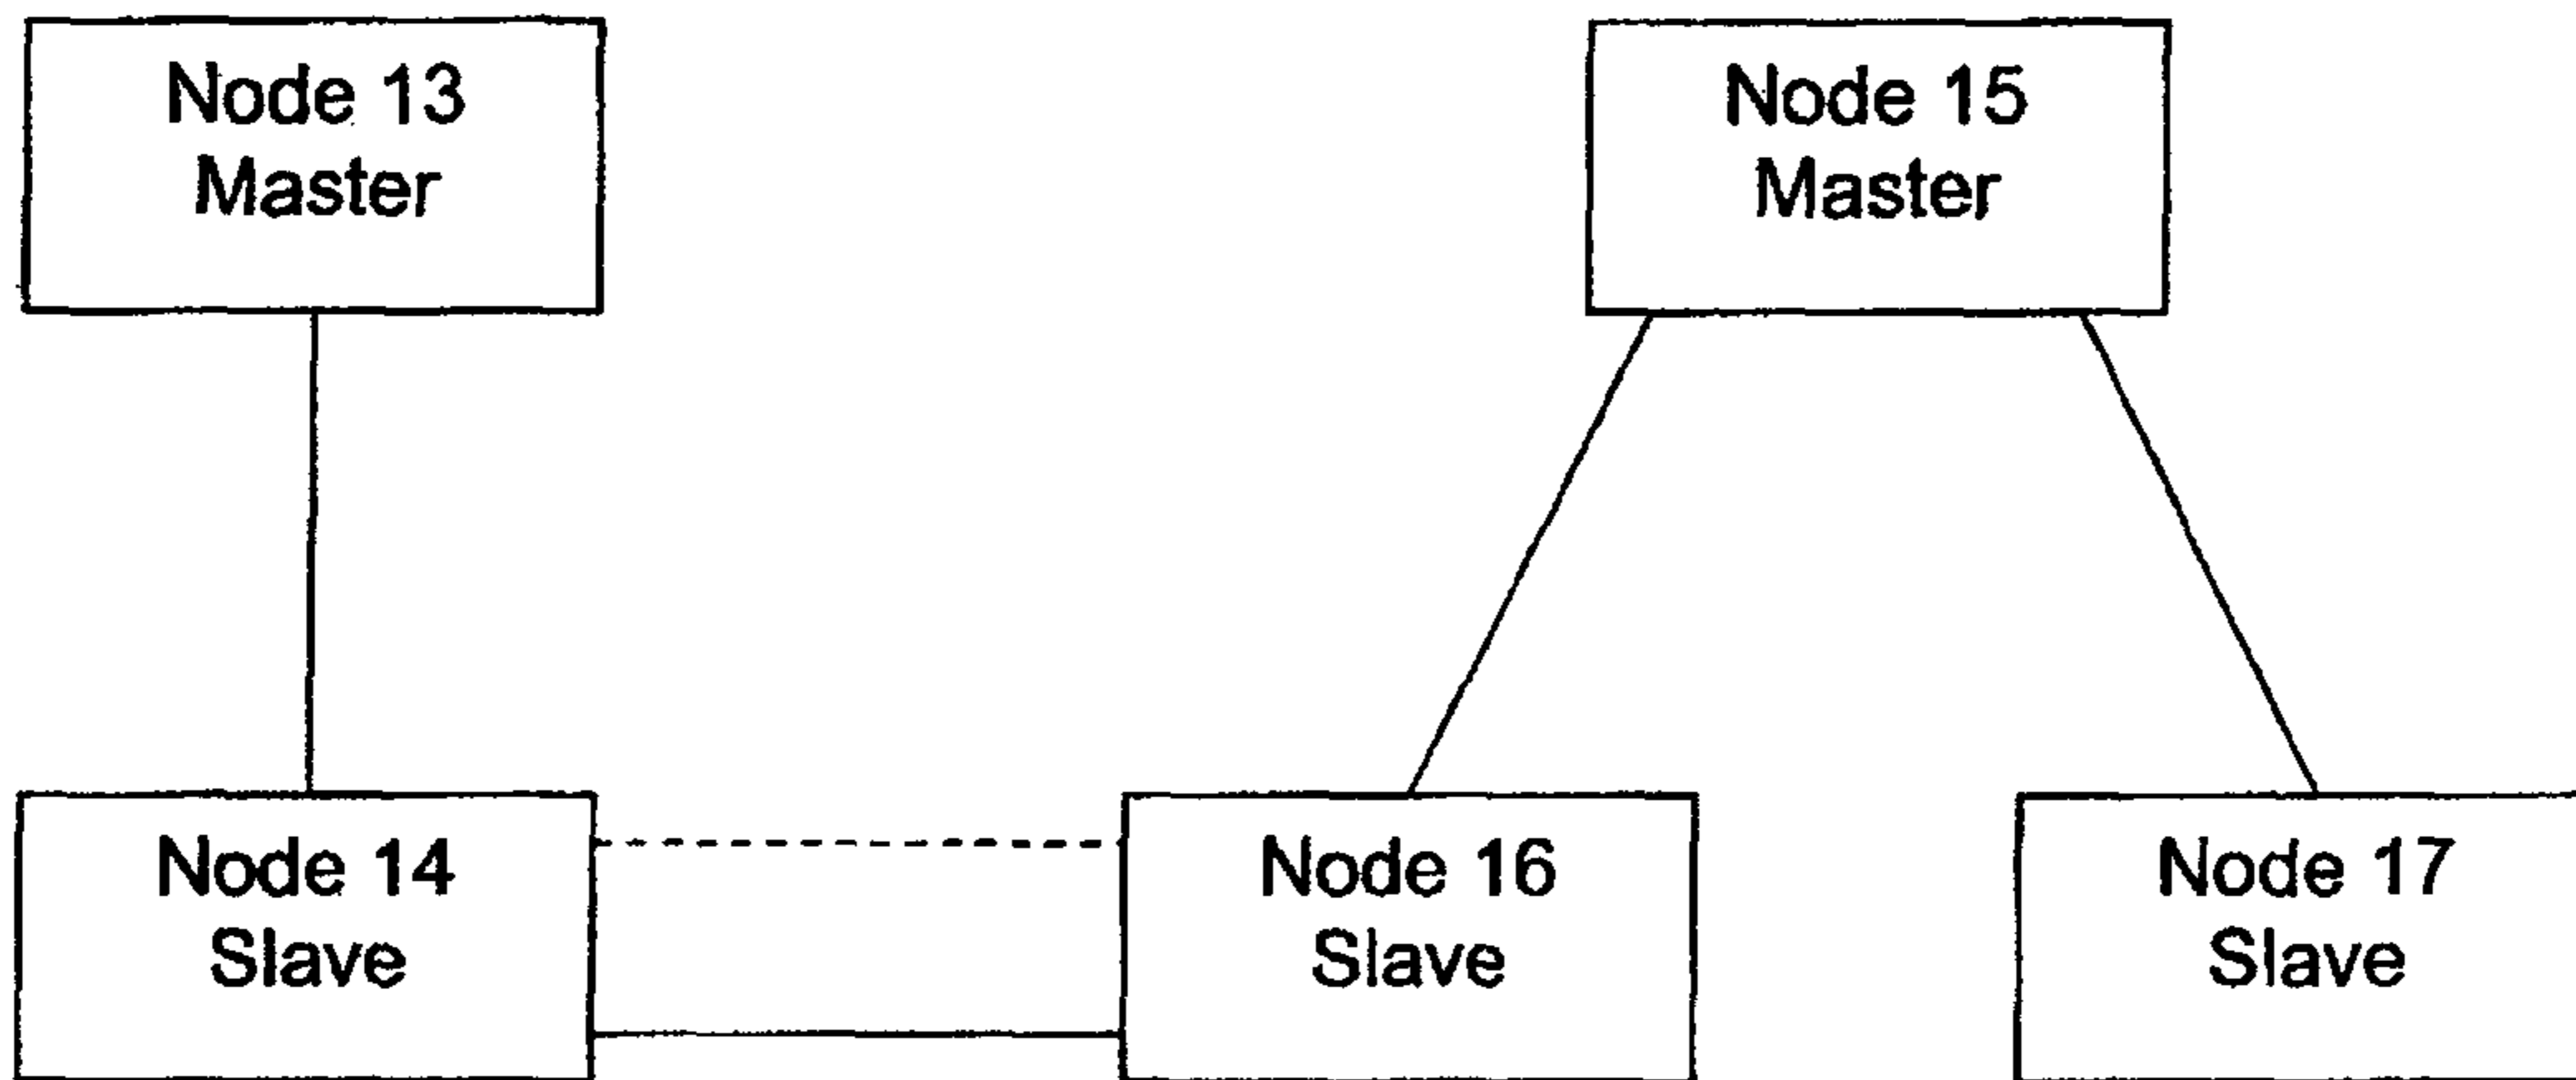 Node 13
Master
Node 15
Master
Node 14
Slave
Node 16
Slave
Node 17
Slave